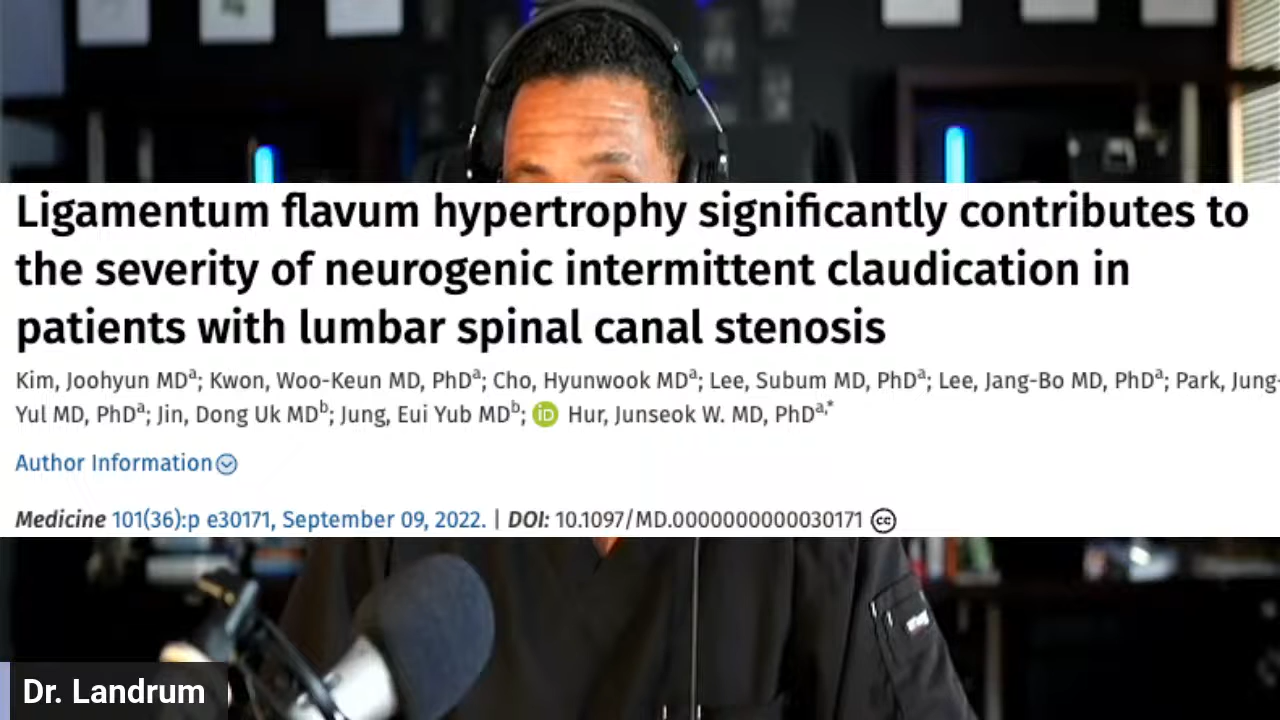 Ligamentum flavum hypertrophy significantly contributes to
the severity of neurogenic intermittent claudication in
patients with lumbar spinal canal stenosis
Kim, Joohyun MDa; Kwon, Woo-Keun MD, PhDa; Cho, Hyunwook MDa; Lee, Subum MD, PhDa; Lee, Jang-Bo MD, PhDa; Park, Jung-
Yul MD, PhDa; Jin, Dong Uk MDb; Jung, Eui Yub MDb; iD Hur, Junseok W. MD, PhDa,*
Author Information
Medicine 101(36):p e30171, September 09, 2022. | DOI: 10.1097/MD.0000000000030171 cc
Dr. Landrum